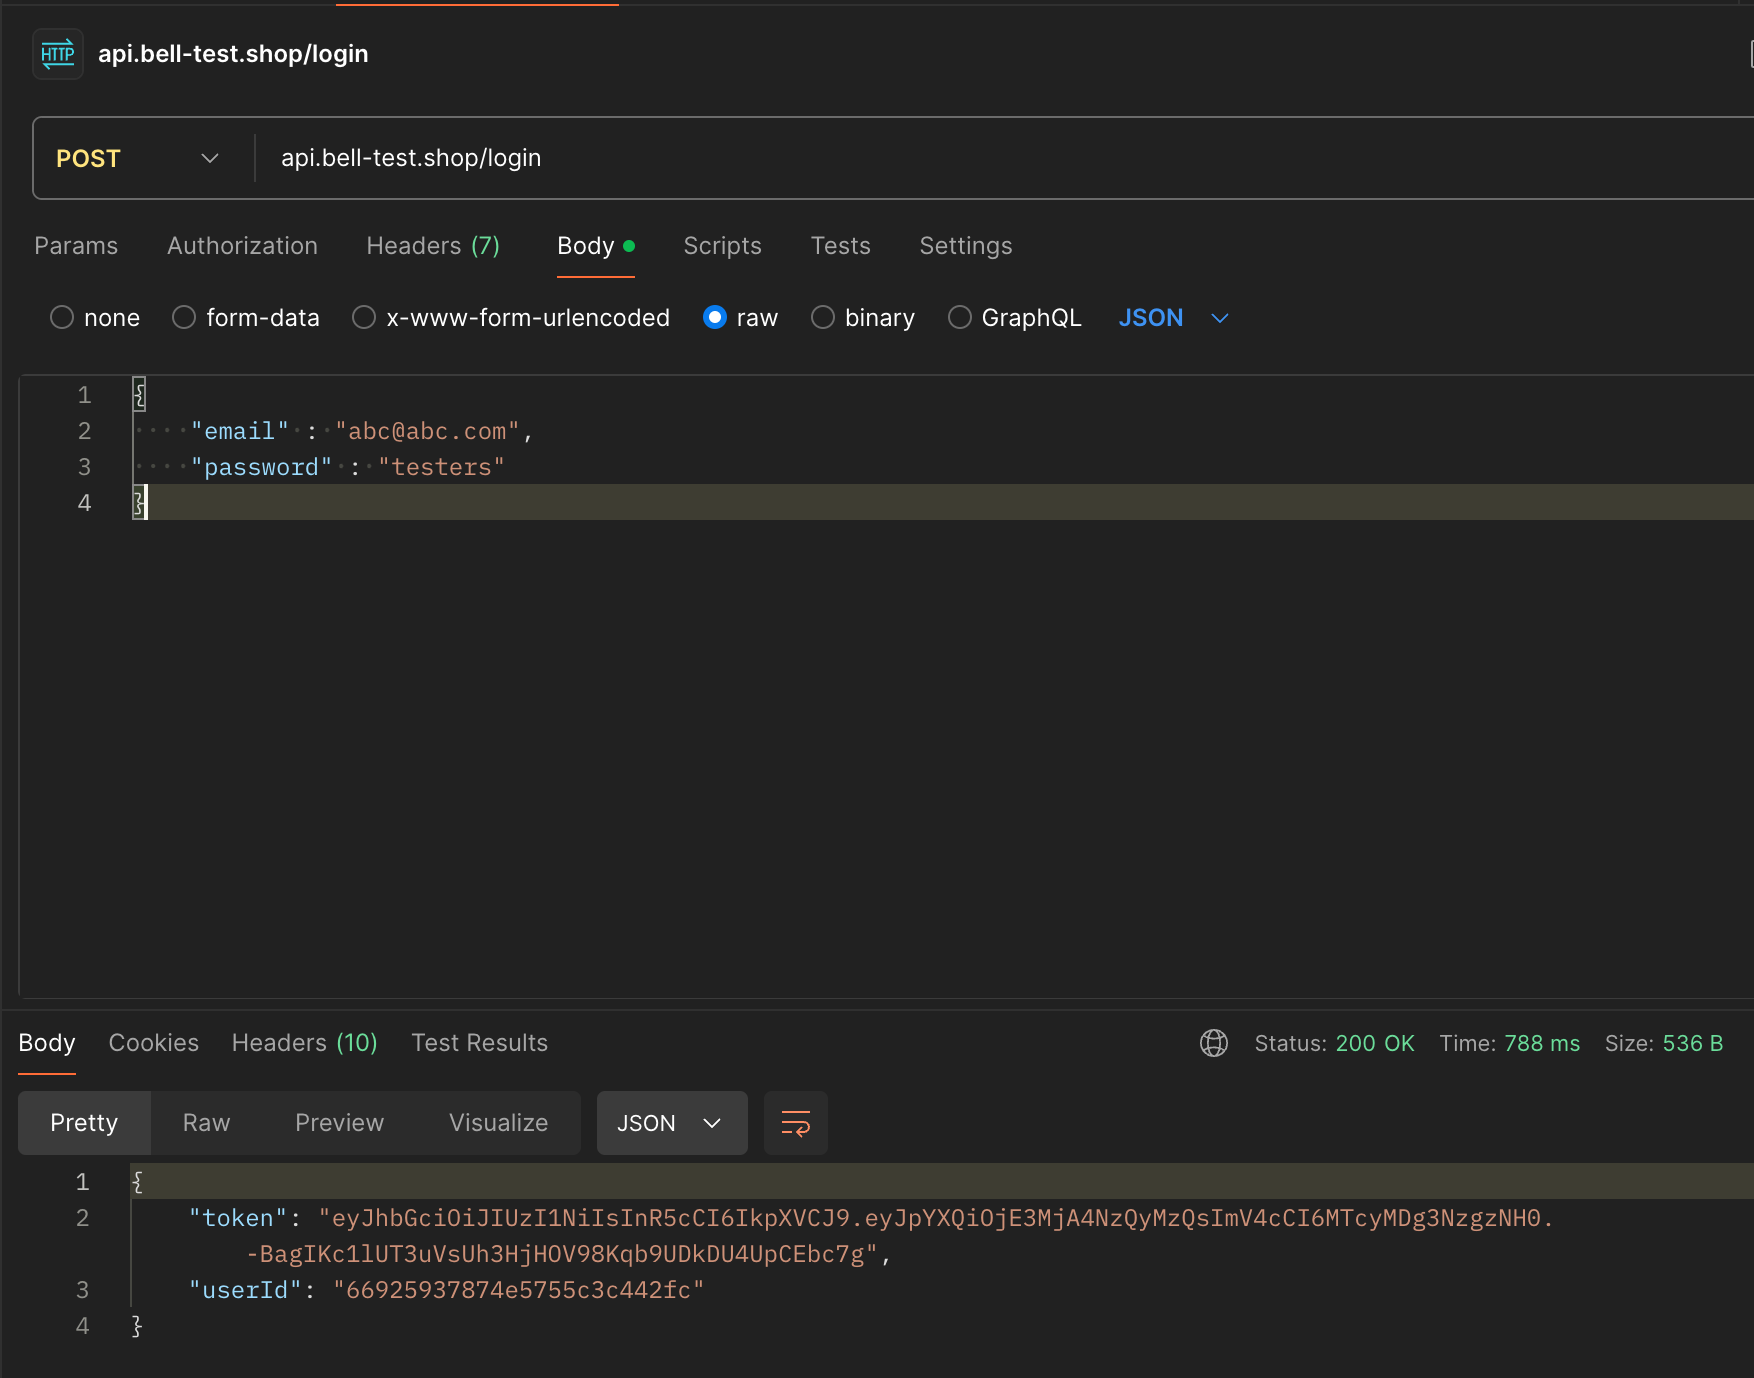 HTTP api.bell-test.shop/login
POST api.bell-test.shop/login
Params Authorization Headers (7) Body Scripts Tests Settings
none form-data x-www-form-urlencoded raw binary GraphQL JSON
1 {
2 "email" : "abc@abc.com",
3 "password" : "testers"
4 }
Body Cookies Headers (10) Test Results Status: 200 OK Time: 788 ms Size: 536 B
Pretty Raw Preview Visualize JSON
1 {
2 "token": "eyJhbGciOiJIUzI1NiIsInR5cCI6IkpXVCJ9.eyJpYXQiOjE3MjA4NzQyMzQsImV4cCI6MTcyMDg3NzgzNH0.
-BagIKc1lUT3uVsUh3HjHOV98Kqb9UDkDU4UpCEbc7g",
3 "userId": "66925937874e5755c3c442fc"
4 }